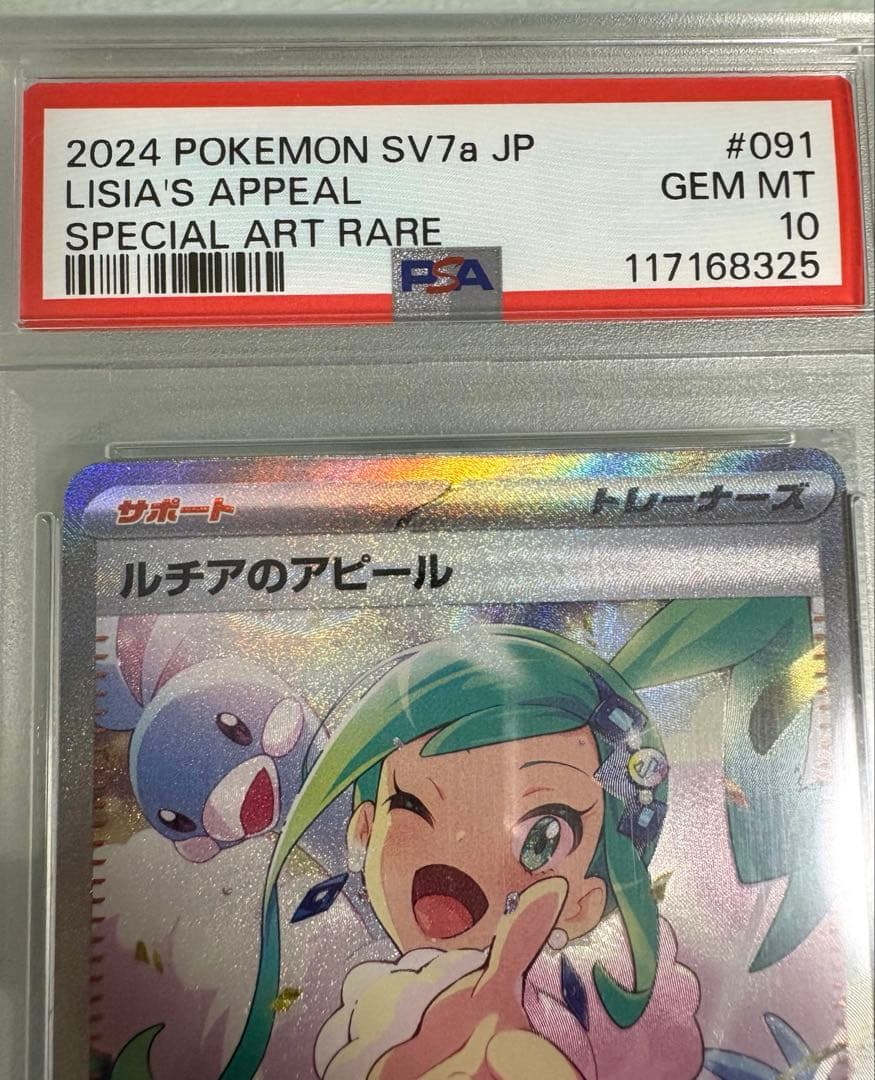 2024 POKEMON SV7a JP #091
LISIA'S APPEAL GEM MT
SPECIAL ART RARE 10
PSA 117168325
サポート トレーナーズ
ルチアのアピール